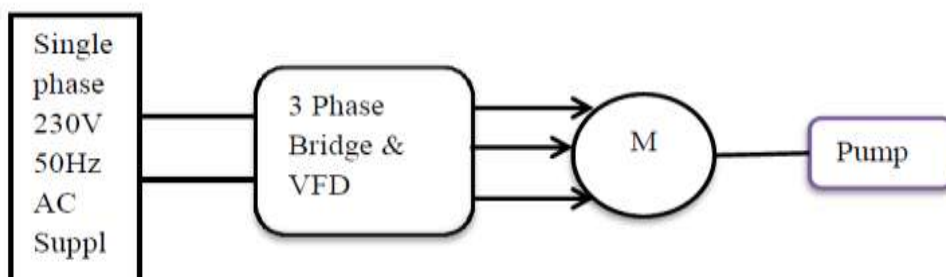 Single
phase
230V
50Hz
AC
Suppl
3 Phase
Bridge &
VFD
M
Pump